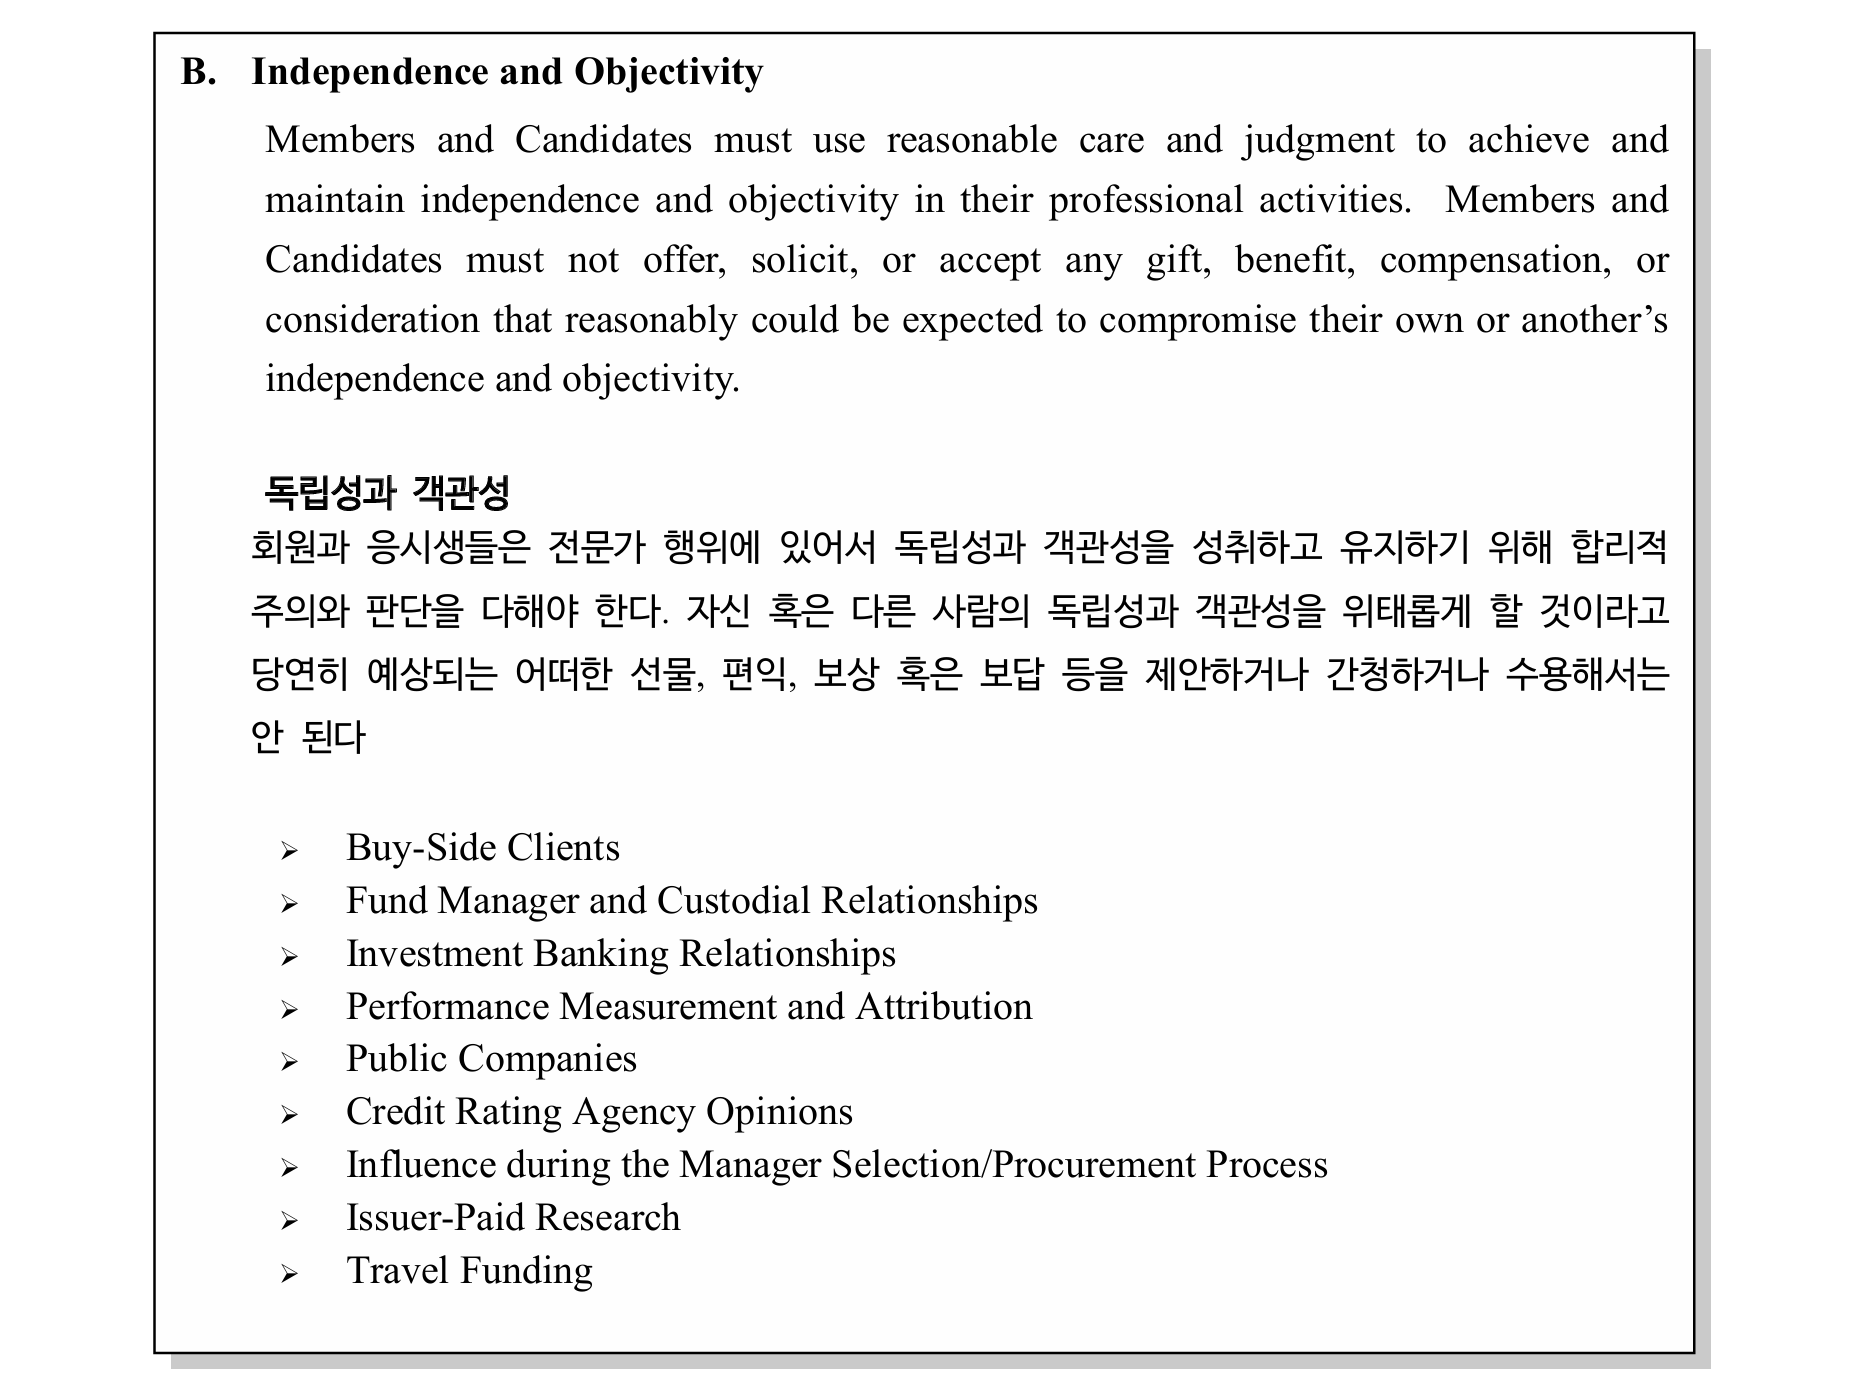 B. Independence and Objectivity
Members and Candidates must use reasonable care and judgment to achieve and
maintain independence and objectivity in their professional activities. Members and
Candidates must not offer, solicit, or accept any gift, benefit, compensation, or
consideration that reasonably could be expected to compromise their own or another’s
independence and objectivity.
독립성과 객관성
회원과 응시생들은 전문가 행위에 있어서 독립성과 객관성을 성취하고 유지하기 위해 합리적
주의와 판단을 다해야 한다. 자신 혹은 다른 사람의 독립성과 객관성을 위태롭게 할 것이라고
당연히 예상되는 어떠한 선물, 편익, 보상 혹은 보답 등을 제안하거나 간청하거나 수용해서는
안 된다
➢ Buy-Side Clients
➢ Fund Manager and Custodial Relationships
➢ Investment Banking Relationships
➢ Performance Measurement and Attribution
➢ Public Companies
➢ Credit Rating Agency Opinions
➢ Influence during the Manager Selection/Procurement Process
➢ Issuer-Paid Research
➢ Travel Funding